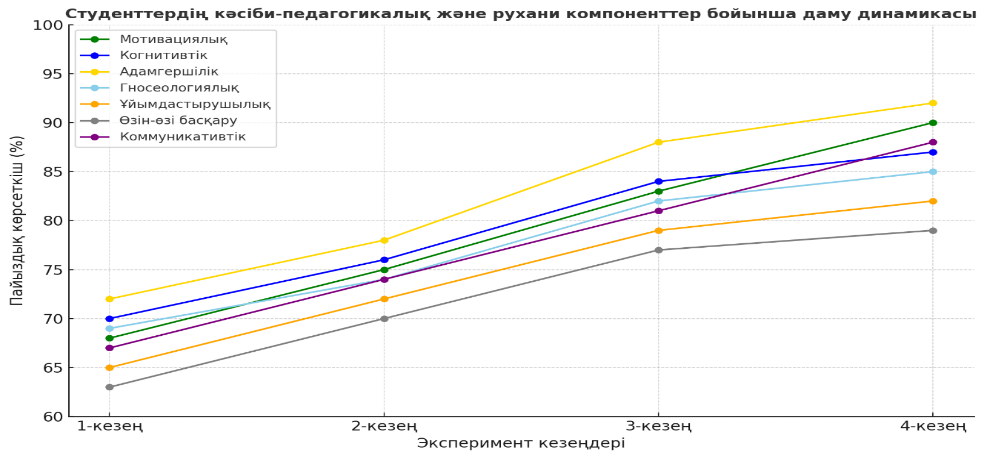 Студенттердің кәсіби-педагогикалық және рухани компоненттер бойынша даму динамикасы
100
95
90
85
80
75
70
65
60
Пайыздық көрсеткіш (%)
Мотивациялық
Когнитивтік
Адамгершілік
Гносеологиялық
Ұйымдастырушылық
Өзін-өзі басқару
Коммуникативтік
1-кезең
2-кезең
3-кезең
4-кезең
Эксперимент кезеңдері